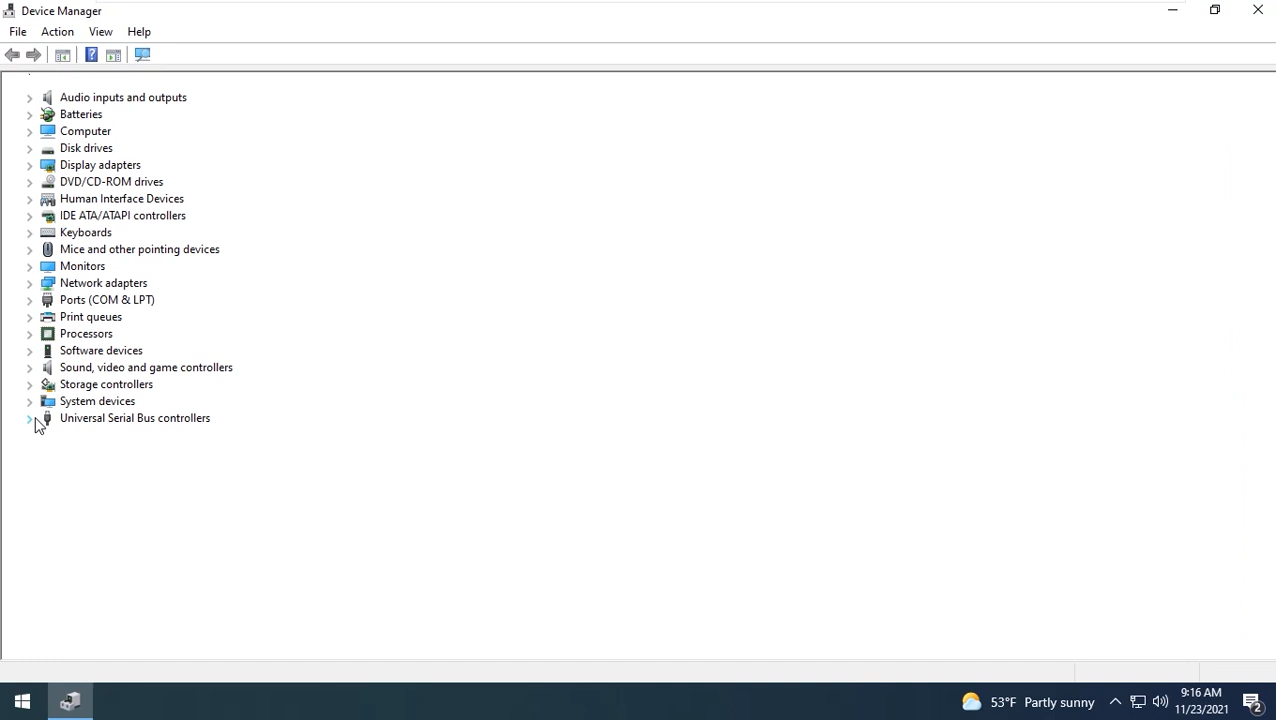 Device Manager
File Action View Help
Audio inputs and outputs
Batteries
Computer
Disk drives
Display adapters
DVD/CD-ROM drives
Human Interface Devices
IDE ATA/ATAPI controllers
Keyboards
Mice and other pointing devices
Monitors
Network adapters
Ports (COM & LPT)
Print queues
Processors
Software devices
Sound, video and game controllers
Storage controllers
System devices
Universal Serial Bus controllers
53°F Partly sunny
9:16 AM
11/23/2021
2